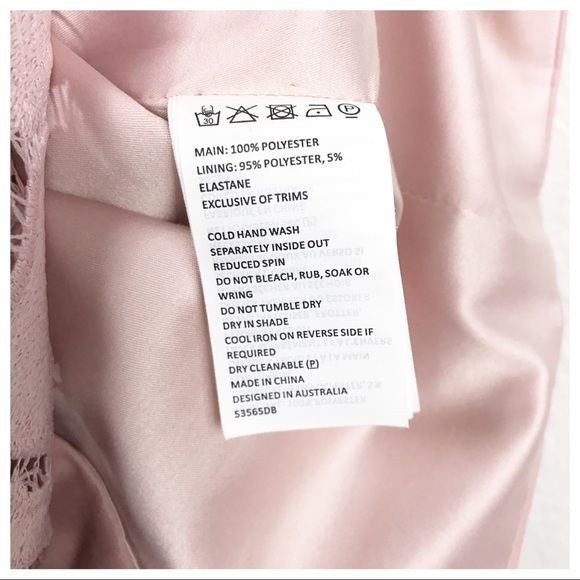 30 P
MAIN: 100% POLYESTER
LINING: 95% POLYESTER, 5%
ELASTANE
EXCLUSIVE OF TRIMS
COLD HAND WASH
SEPARATELY INSIDE OUT
REDUCED SPIN
DO NOT BLEACH, RUB, SOAK OR
WRING
DO NOT TUMBLE DRY
DRY IN SHADE
COOL IRON ON REVERSE SIDE IF
REQUIRED
DRY CLEANABLE (P)
MADE IN CHINA
DESIGNED IN AUSTRALIA
53565DB